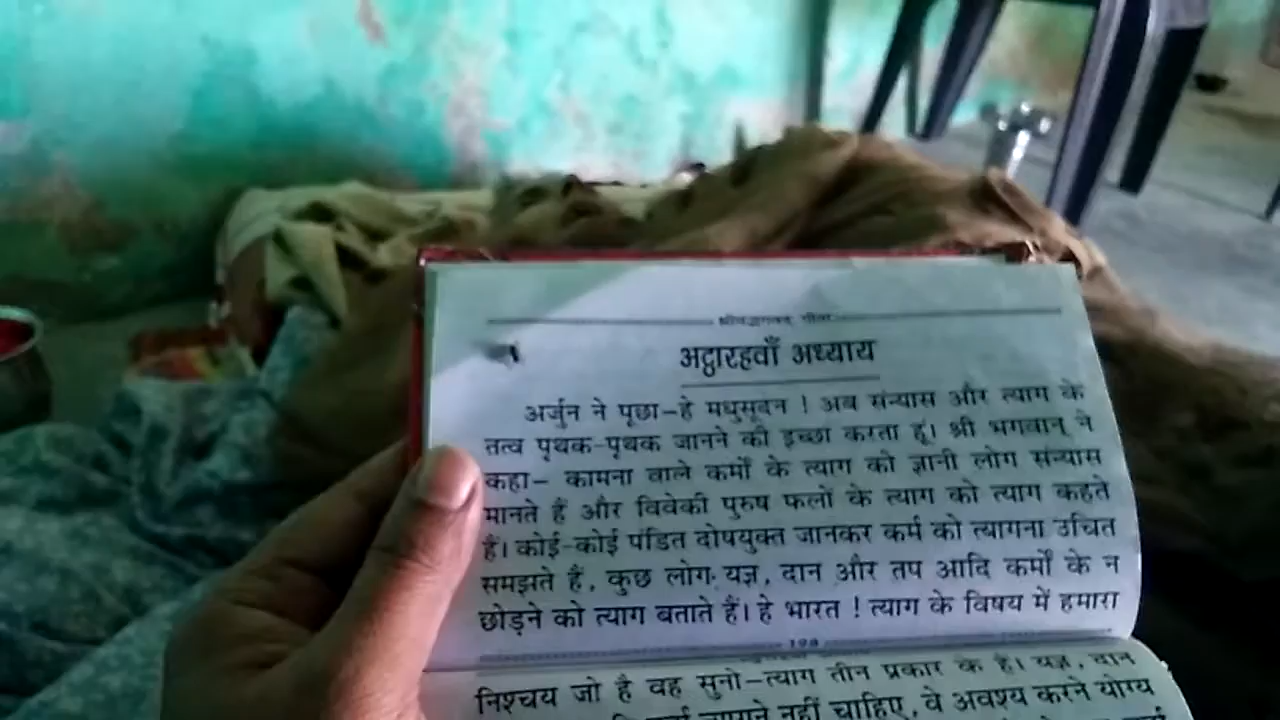 श्रीमद्भगवद् गीता
अट्ठारहवाँ अध्याय
अर्जुन ने पूछा–हे मधुसूदन ! अब संन्यास और त्याग के
तत्व पृथक-पृथक जानने की इच्छा करता हूं। श्री भगवान् ने
कहा– कामना वाले कर्मों के त्याग को ज्ञानी लोग संन्यास
मानते हैं और विवेकी पुरुष फलों के त्याग को त्याग कहते
हैं। कोई-कोई पंडित दोषयुक्त जानकर कर्म को त्यागना उचित
समझते हैं, कुछ लोग यज्ञ, दान और तप आदि कर्मों के न
छोड़ने को त्याग बताते हैं। हे भारत ! त्याग के विषय में हमारा
निश्चय जो है वह सुनो–त्याग तीन प्रकार के हैं। यज्ञ, दान
नहीं चाहिए, वे अवश्य करने योग्य